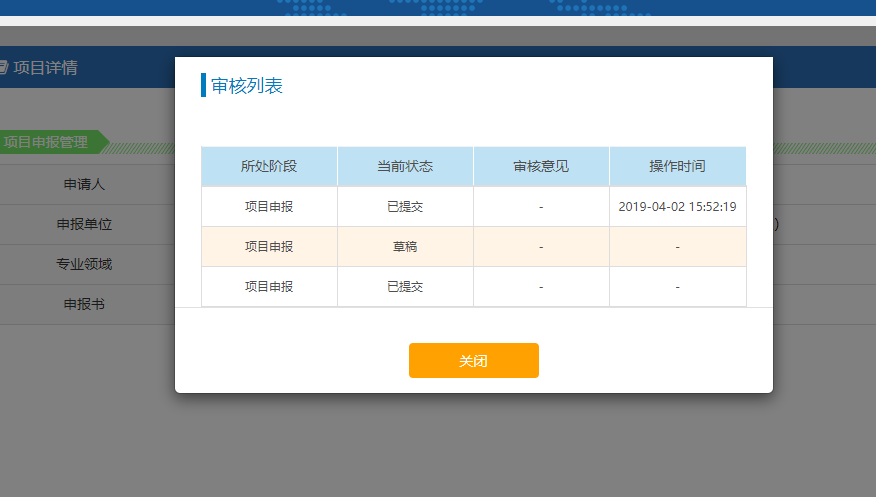 项目详情
审核列表
项目申报管理
所处阶段 当前状态 审核意见 操作时间
申请人
项目申报 已提交 - 2019-04-02 15:52:19
申报单位
)
项目申报 草稿 - -
专业领域
项目申报 已提交 - -
申报书
关闭